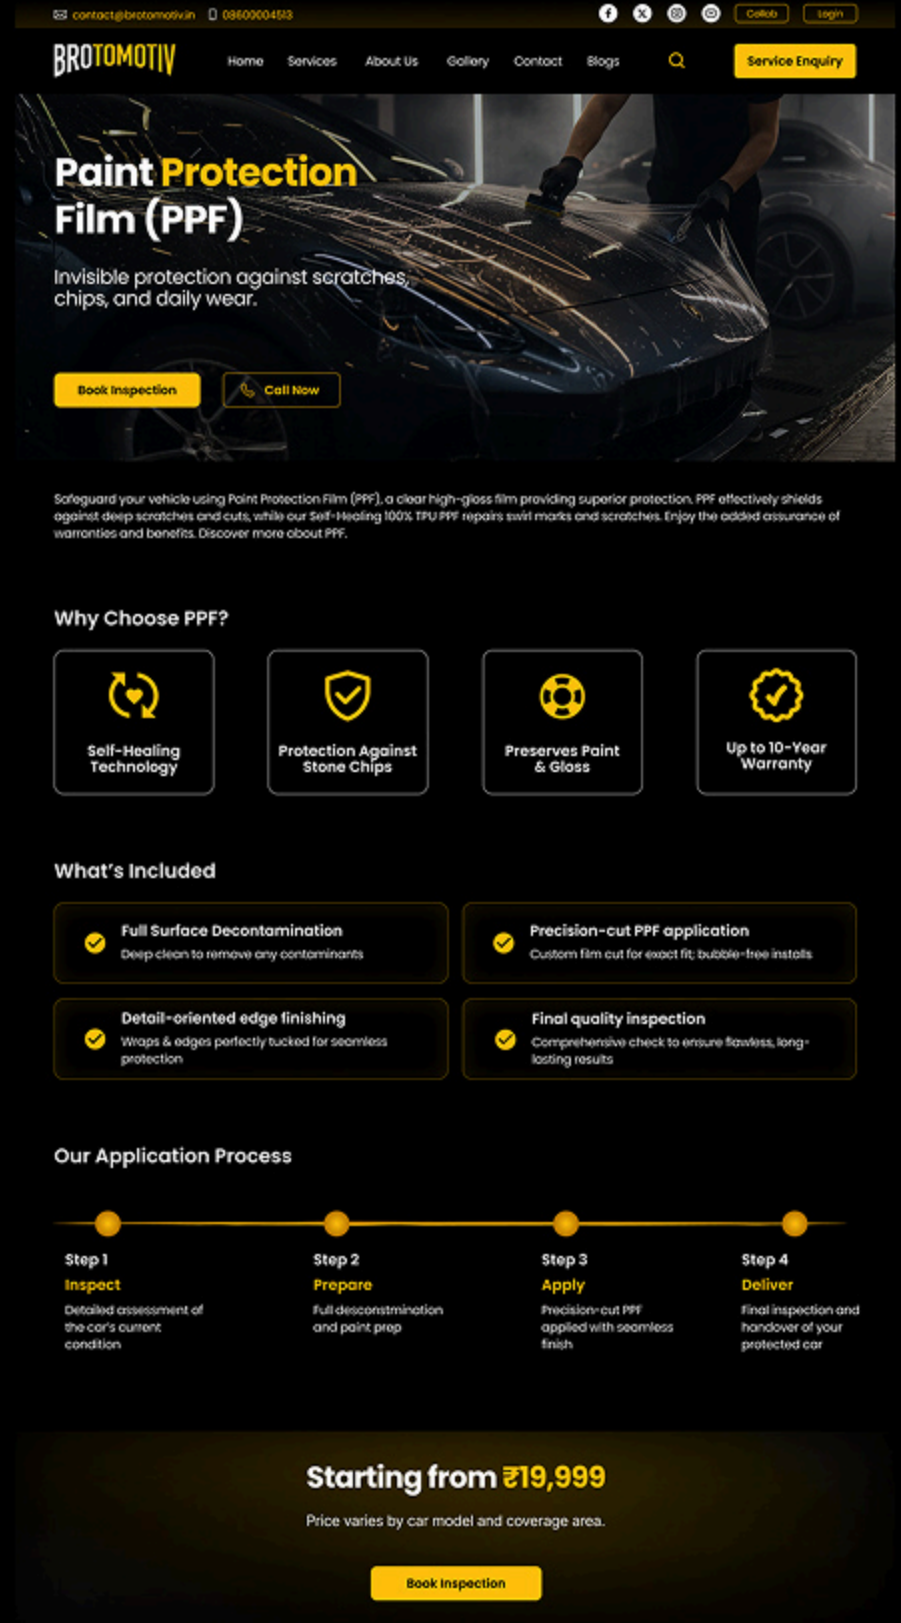 contact@brotomotiv.in 08600004513
Collab Login
BROTOMOTIV
Home Services About Us Gallery Contact Blogs
Service Enquiry
Paint Protection
Film (PPF)
Invisible protection against scratches,
chips, and daily wear.
Book Inspection Call Now
Safeguard your vehicle using Paint Protection Film (PPF), a clear high-gloss film providing superior protection. PPF effectively shields
against deep scratches and cuts, while our Self-Healing 100% TPU PPF repairs swirl marks and scratches. Enjoy the added assurance of
warranties and benefits. Discover more about PPF.
Why Choose PPF?
Self-Healing
Technology
Protection Against
Stone Chips
Preserves Paint
& Gloss
Up to 10-Year
Warranty
What's Included
Full Surface Decontamination
Deep clean to remove any contaminants
Precision-cut PPF application
Custom film cut for exact fit; bubble-free installs
Detail-oriented edge finishing
Wraps & edges perfectly tucked for seamless
protection
Final quality inspection
Comprehensive check to ensure flawless, long-
lasting results
Our Application Process
Step 1
Inspect
Detailed assessment of
the car's current
condition
Step 2
Prepare
Full desconstmination
and paint prep
Step 3
Apply
Precision-cut PPF
applied with seamless
finish
Step 4
Deliver
Final inspection and
handover of your
protected car
Starting from ₹19,999
Price varies by car model and coverage area.
Book Inspection